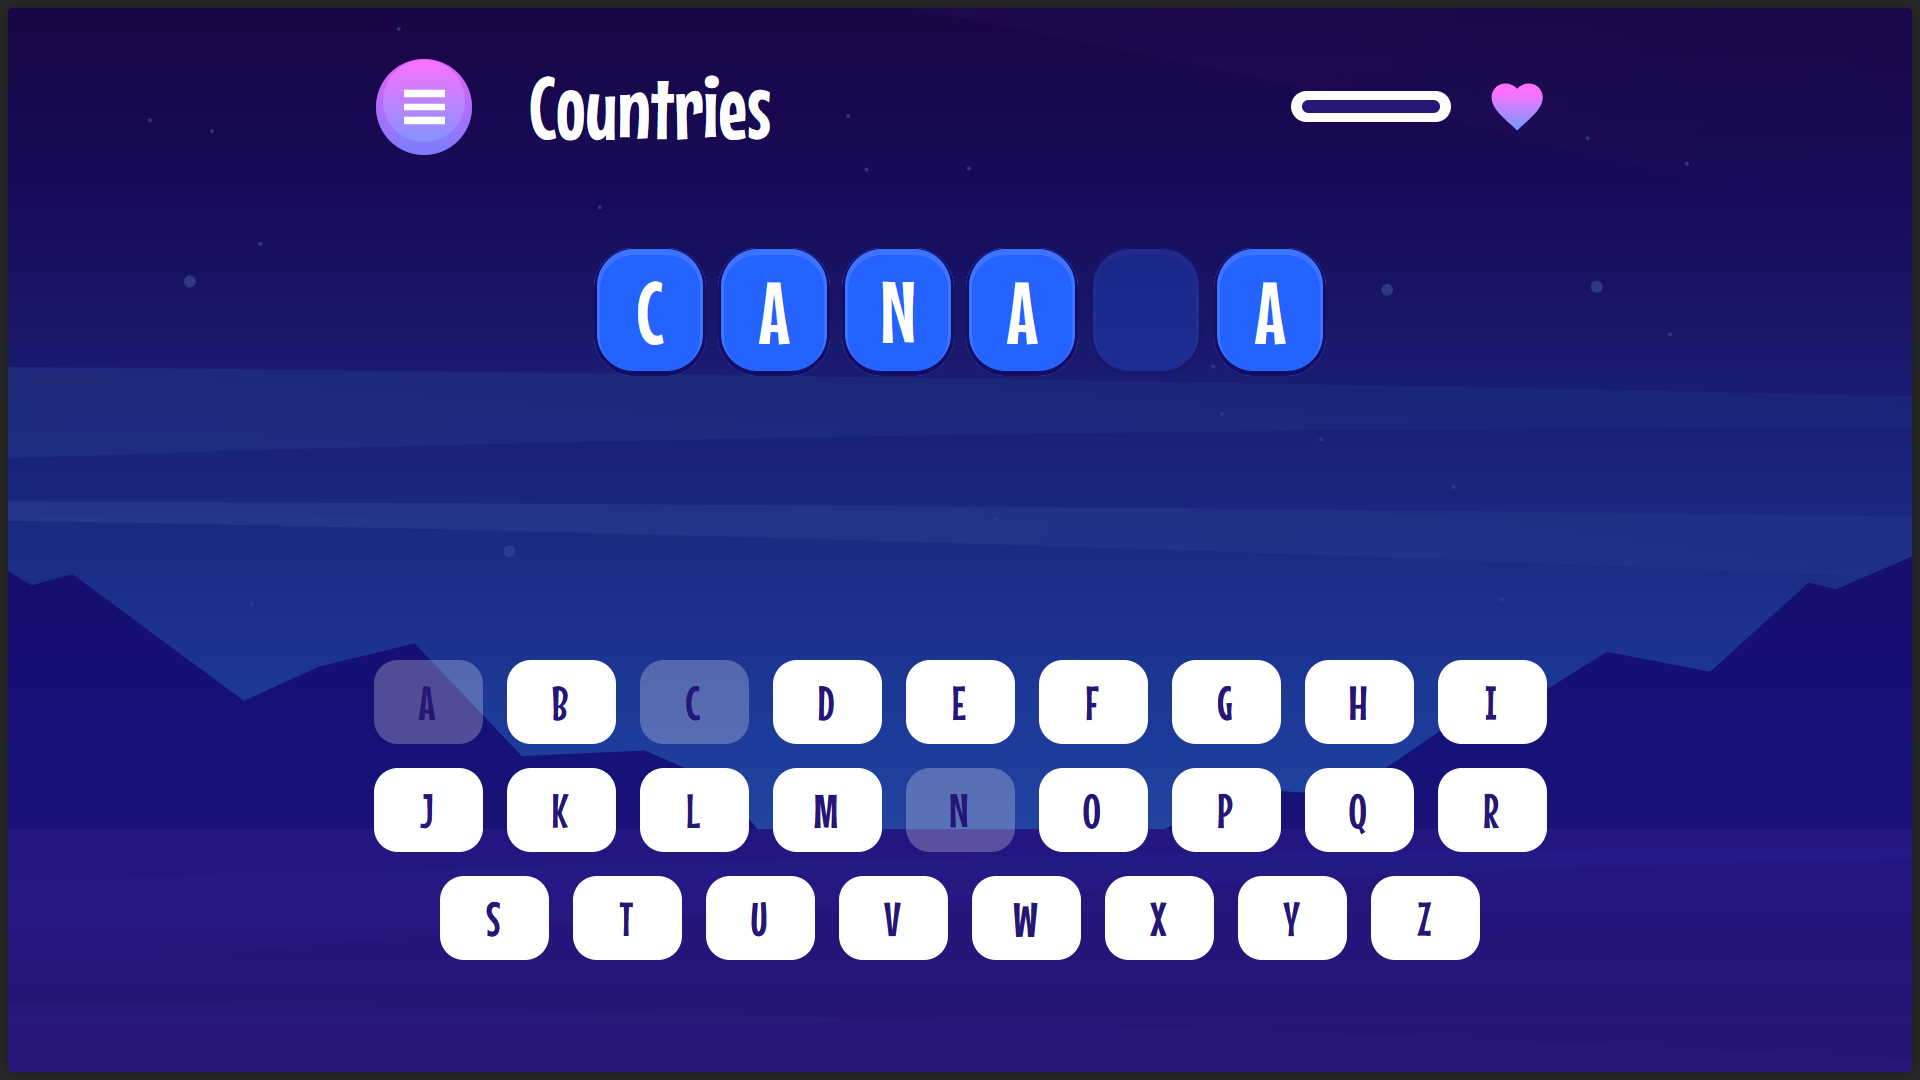 Countries
C A N A A
A B C D E F G H I
J K L M N O P Q R
S T U V W X Y Z